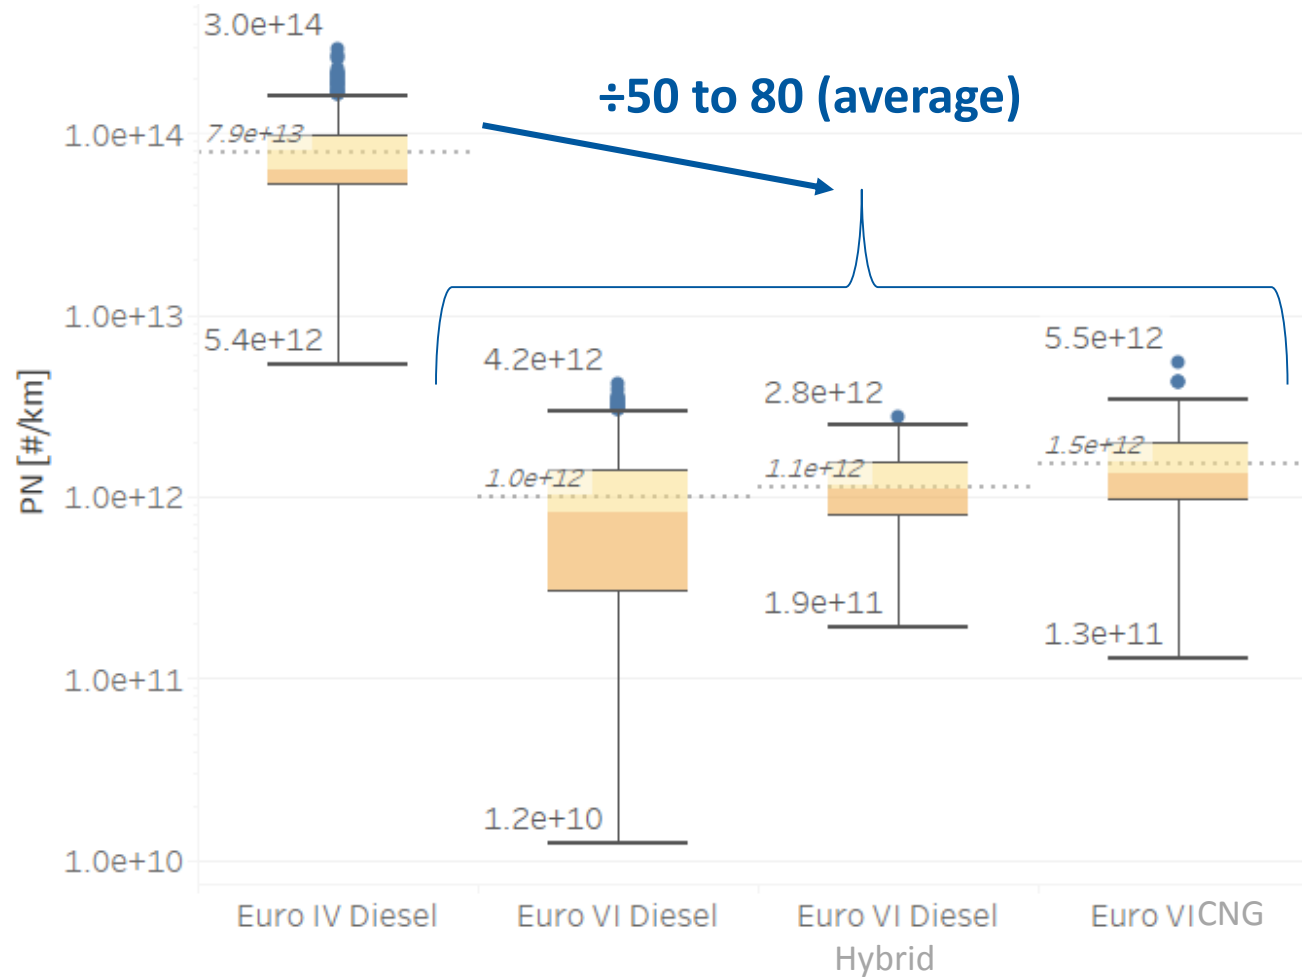 3.0e+14
÷50 to 80 (average)
1.0e+14
7.9e+13
1.0e+13
5.4e+12
4.2e+12
2.8e+12
5.5e+12
PN [#/km]
1.0e+12
1.0e+12
1.1e+12
1.5e+12
1.9e+11
1.3e+11
1.0e+11
1.2e+10
1.0e+10
Euro IV Diesel
Euro VI Diesel
Euro VI Diesel
Hybrid
Euro VI CNG